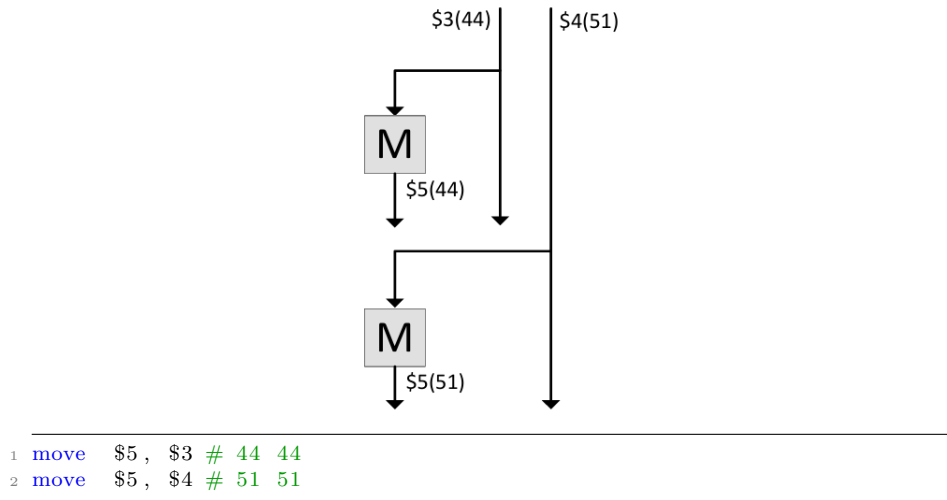 $3(44) $4(51)
M
$5(44)
M
$5(51)
1 move $5, $3 # 44 44
2 move $5, $4 # 51 51